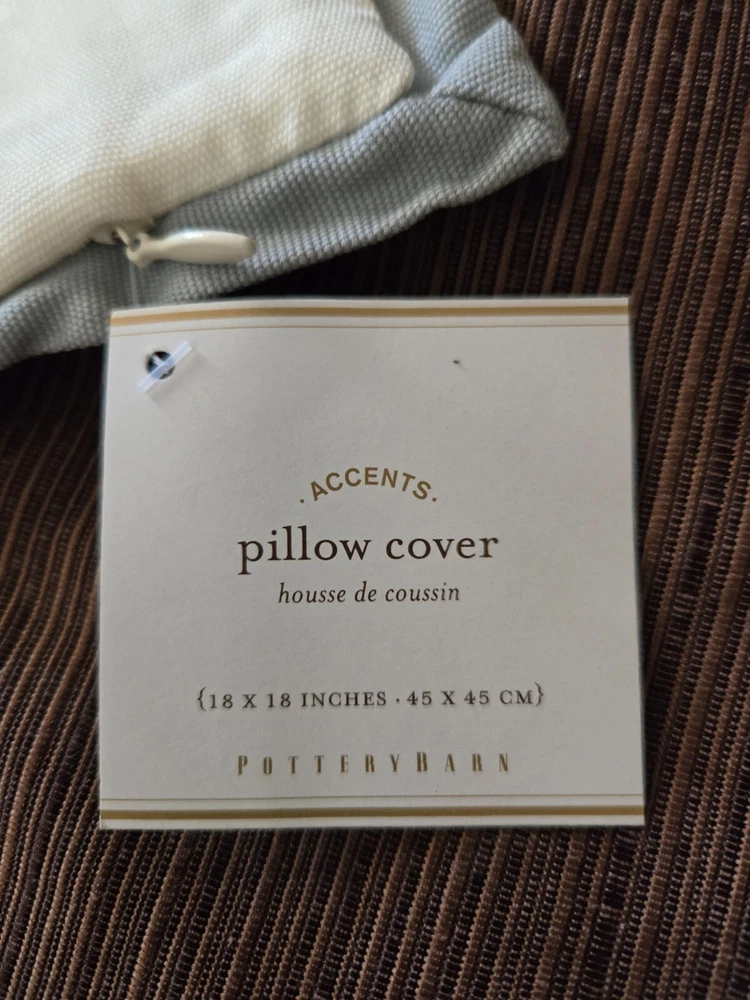 · ACCENTS ·
pillow cover
housse de coussin
{18 X 18 INCHES · 45 X 45 CM}
POTTERYBARN